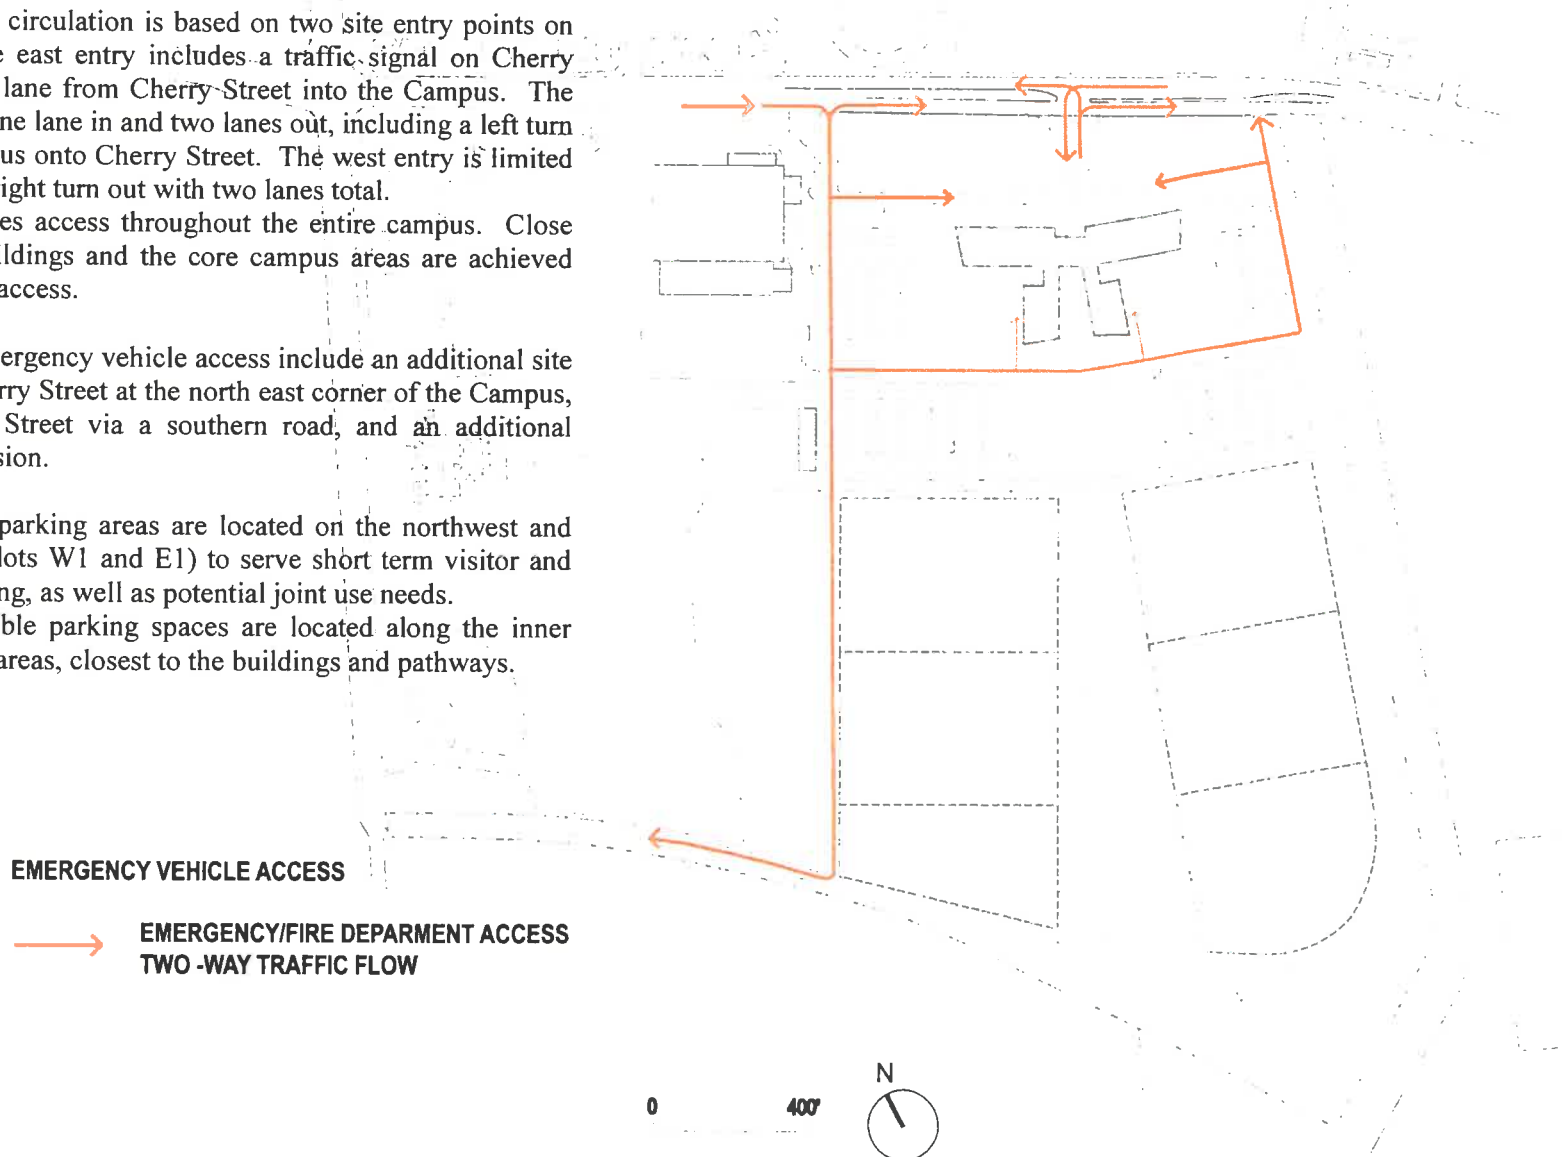 circulation is based on two site entry points on
east entry includes a traffic signal on Cherry
lane from Cherry Street into the Campus. The
ne lane in and two lanes out, including a left turn
us onto Cherry Street. The west entry is limited
ight turn out with two lanes total.
es access throughout the entire campus. Close
ildings and the core campus areas are achieved
access.
ergency vehicle access include an additional site
rry Street at the north east corner of the Campus,
Street via a southern road, and an additional
sion.
parking areas are located on the northwest and
lots W1 and E1) to serve short term visitor and
ng, as well as potential joint use needs.
ble parking spaces are located along the inner
areas, closest to the buildings and pathways.
EMERGENCY VEHICLE ACCESS
EMERGENCY/FIRE DEPARMENT ACCESS
TWO -WAY TRAFFIC FLOW
N
0 400'